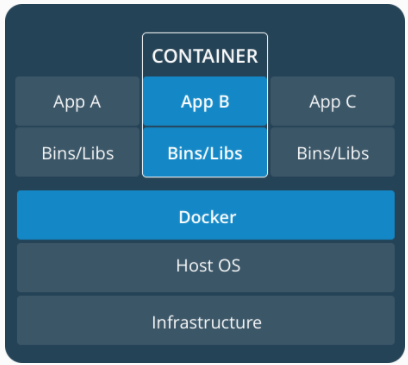 CONTAINER
App A App B App C
Bins/Libs Bins/Libs Bins/Libs
Docker
Host OS
Infrastructure